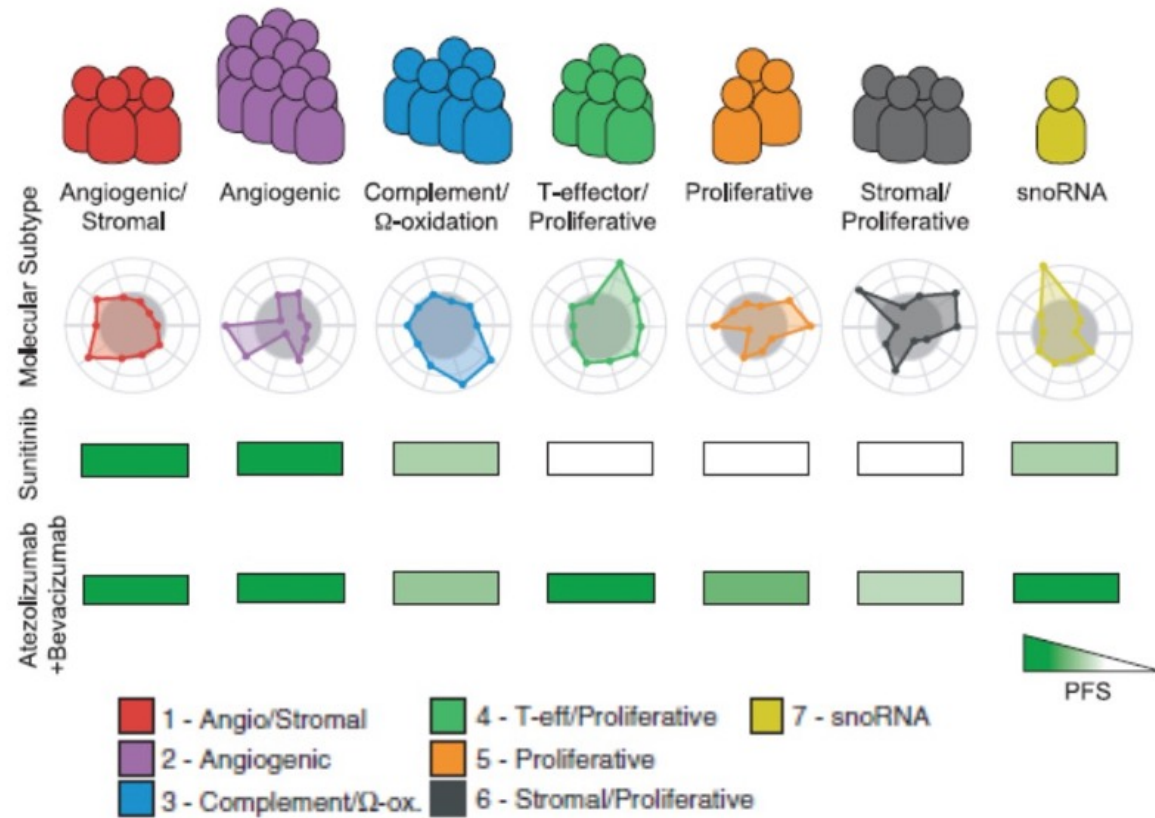 Angiogenic/
Stromal
Angiogenic
Complement/
Ω-oxidation
T-effector/
Proliferative
Proliferative
Stromal/
Proliferative
snoRNA
Molecular Subtype
Sunitinib
Atezolizumab
+Bevacizumab
PFS
1 - Angio/Stromal
2 - Angiogenic
3 - Complement/Ω-ox.
4 - T-eff/Proliferative
5 - Proliferative
6 - Stromal/Proliferative
7 - snoRNA